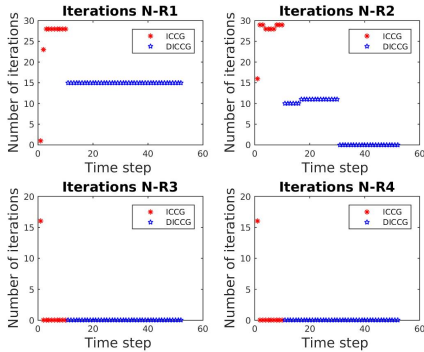 Iterations N-R1
Number of iterations
30
25
20
15
10
5
0
ICCG
DICCG
0 20 40 60
Time step
Iterations N-R2
Number of iterations
30
25
20
15
10
5
0
ICCG
DICCG
0 20 40 60
Time step
Iterations N-R3
Number of iterations
20
15
10
5
0
ICCG
DICCG
0 20 40 60
Time step
Iterations N-R4
Number of iterations
20
15
10
5
0
ICCG
DICCG
0 20 40 60
Time step